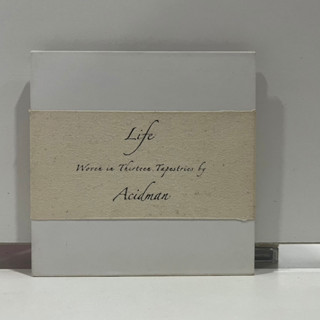 Life
Woven in Thirteen Tapestries by
Acidman